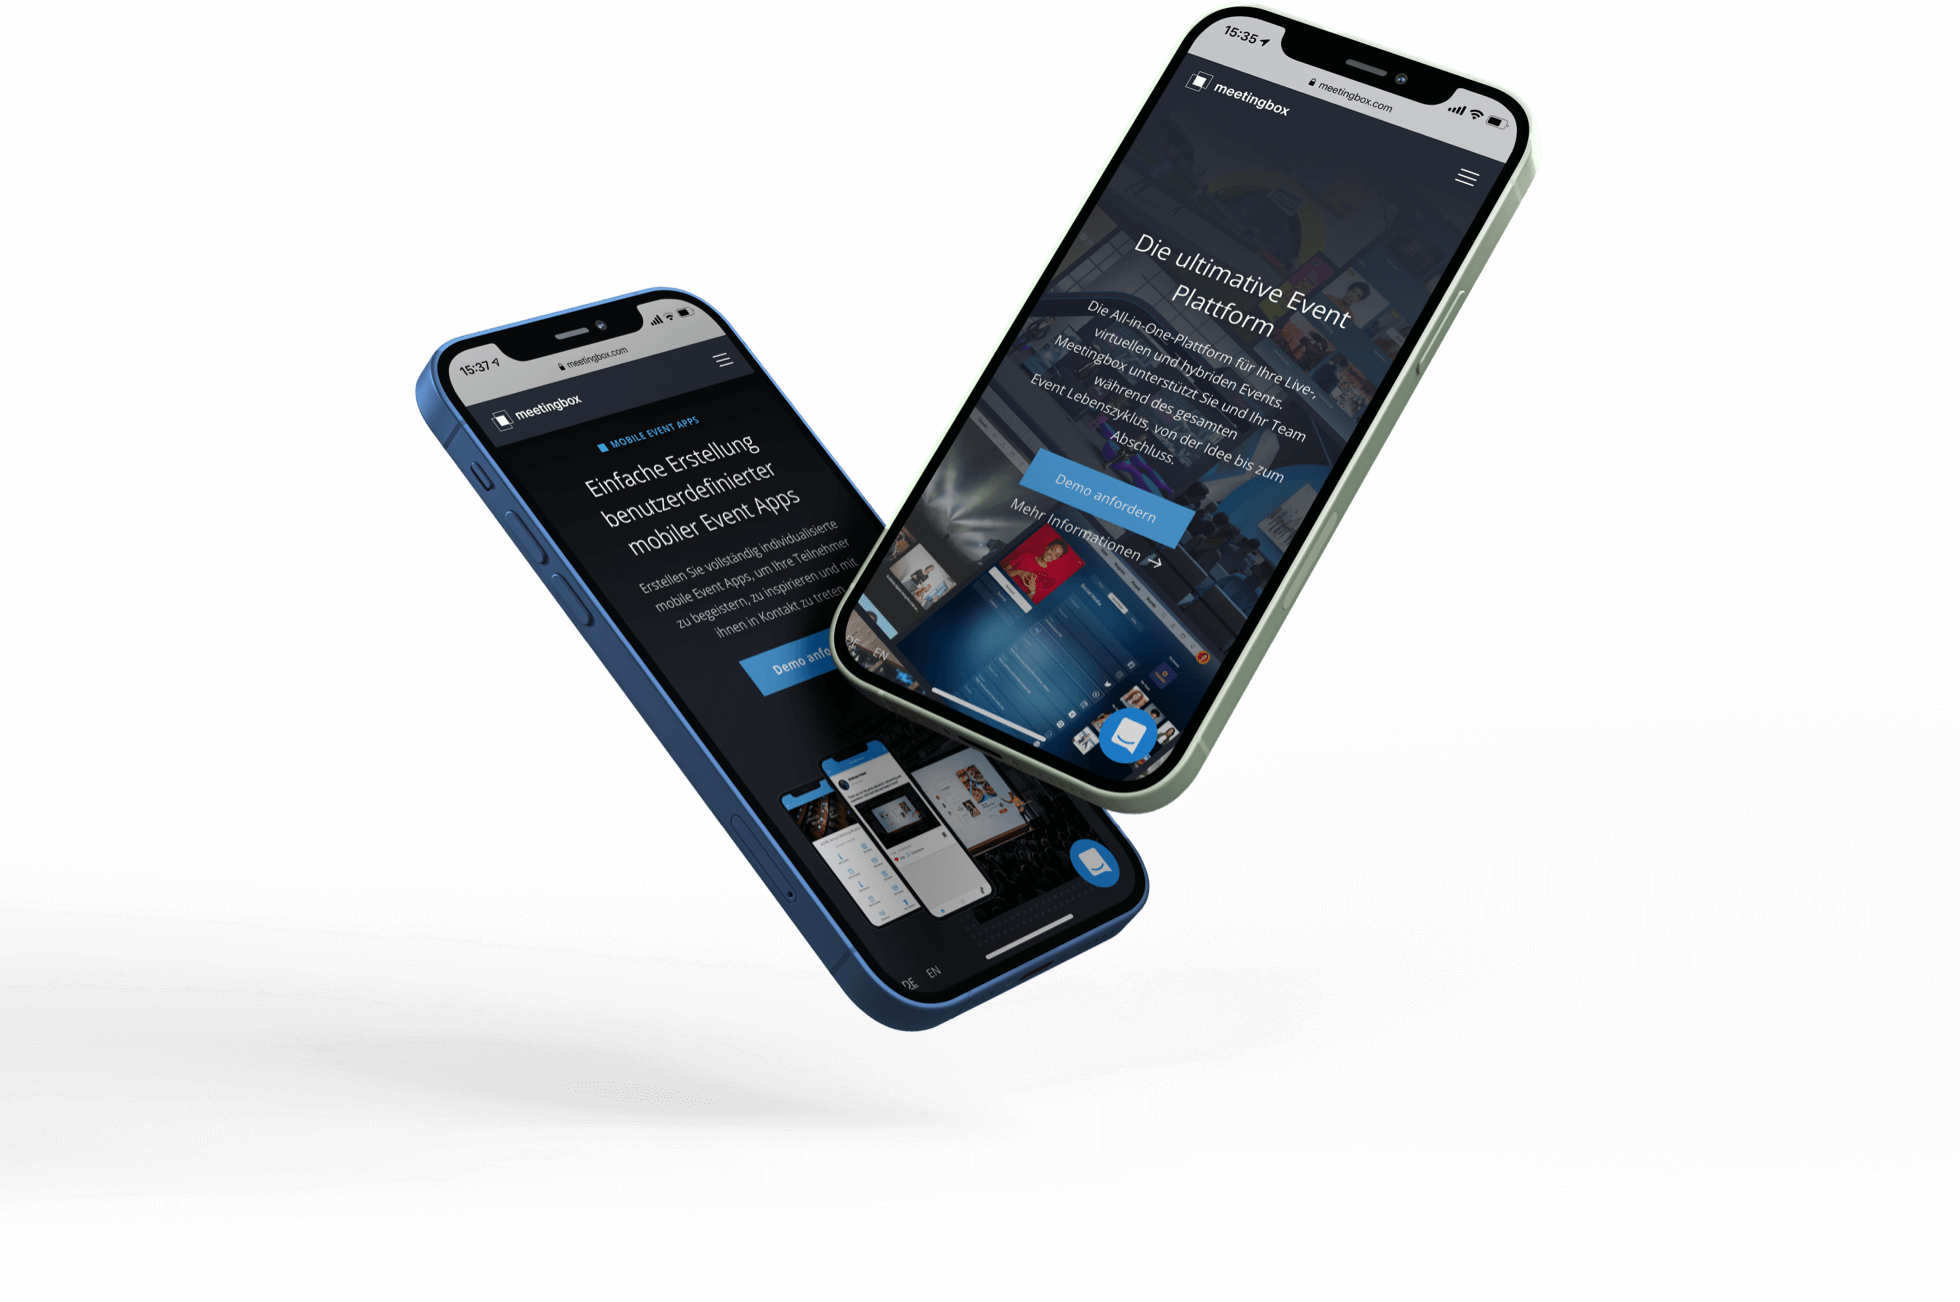 15:37
meetingbox.com
meetingbox
MOBILE EVENT APPS
Einfache Erstellung
benutzerdefinierter
mobiler Event Apps
Erstellen Sie vollständig individualisierte
mobile Event Apps, um Ihre Teilnehmer
zu begeistern, zu inspirieren und mit
ihnen in Kontakt zu treten
Demo anfo
DE EN
15:35
meetingbox.com
meetingbox
Die ultimative Event
Plattform
Die All-in-One-Plattform für Ihre Live-,
virtuellen und hybriden Events.
Meetingbox unterstützt Sie und Ihr Team
während des gesamten
Event Lebenszyklus, von der Idee bis zum
Abschluss.
Demo anfordern
Mehr Informationen →
DE EN